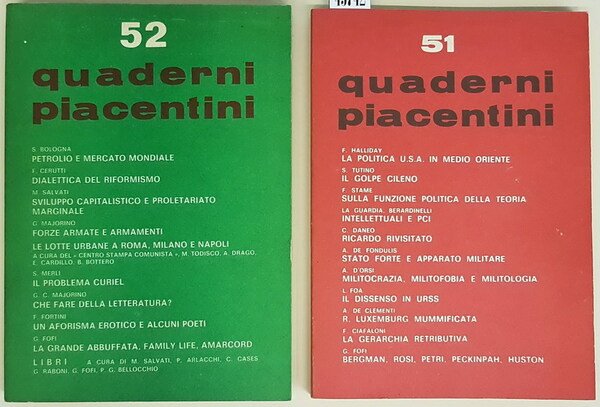 52
quaderni
piacentini
S. BOLOGNA
PETROLIO E MERCATO MONDIALE
F. CERUTTI
DIALETTICA DEL RIFORMISMO
M. SALVATI
SVILUPPO CAPITALISTICO E PROLETARIATO
MARGINALE
G. MAJORINO
FORZE ARMATE E ARMAMENTI
LE LOTTE URBANE A ROMA, MILANO E NAPOLI
A CURA DEL « CENTRO STAMPA COMUNISTA », M. TODISCO, A. DRAGO,
E. CARDILLO, B. BOTTERO
S. MERLI
IL PROBLEMA CURIEL
G. C. MAJORINO
CHE FARE DELLA LETTERATURA?
F. FORTINI
UN AFORISMA EROTICO E ALCUNI POETI
G. FOFI
LA GRANDE ABBUFFATA, FAMILY LIFE, AMARCORD
LIBRI A CURA DI M. SALVATI, P. ARLACCHI, C. CASES
G. RABONI, G. FOFI, P. G. BELLOCCHIO
51
quaderni
piacentini
F. HALLIDAY
LA POLITICA U.S.A. IN MEDIO ORIENTE
S. TUTINO
IL GOLPE CILENO
F. STAME
SULLA FUNZIONE POLITICA DELLA TEORIA
LA GUARDIA, BERARDINELLI
INTELLETTUALI E PCI
C. DANEO
RICARDO RIVISITATO
A. DE FONDULIS
STATO FORTE E APPARATO MILITARE
A. D'ORSI
MILITOCRAZIA, MILITOFOBIA E MILITOLOGIA
L. FOA
IL DISSENSO IN URSS
A. DE CLEMENTI
R. LUXEMBURG MUMMIFICATA
F. CIAFALONI
LA GERARCHIA RETRIBUTIVA
G. FOFI
BERGMAN, ROSI, PETRI, PECKINPAH, HUSTON